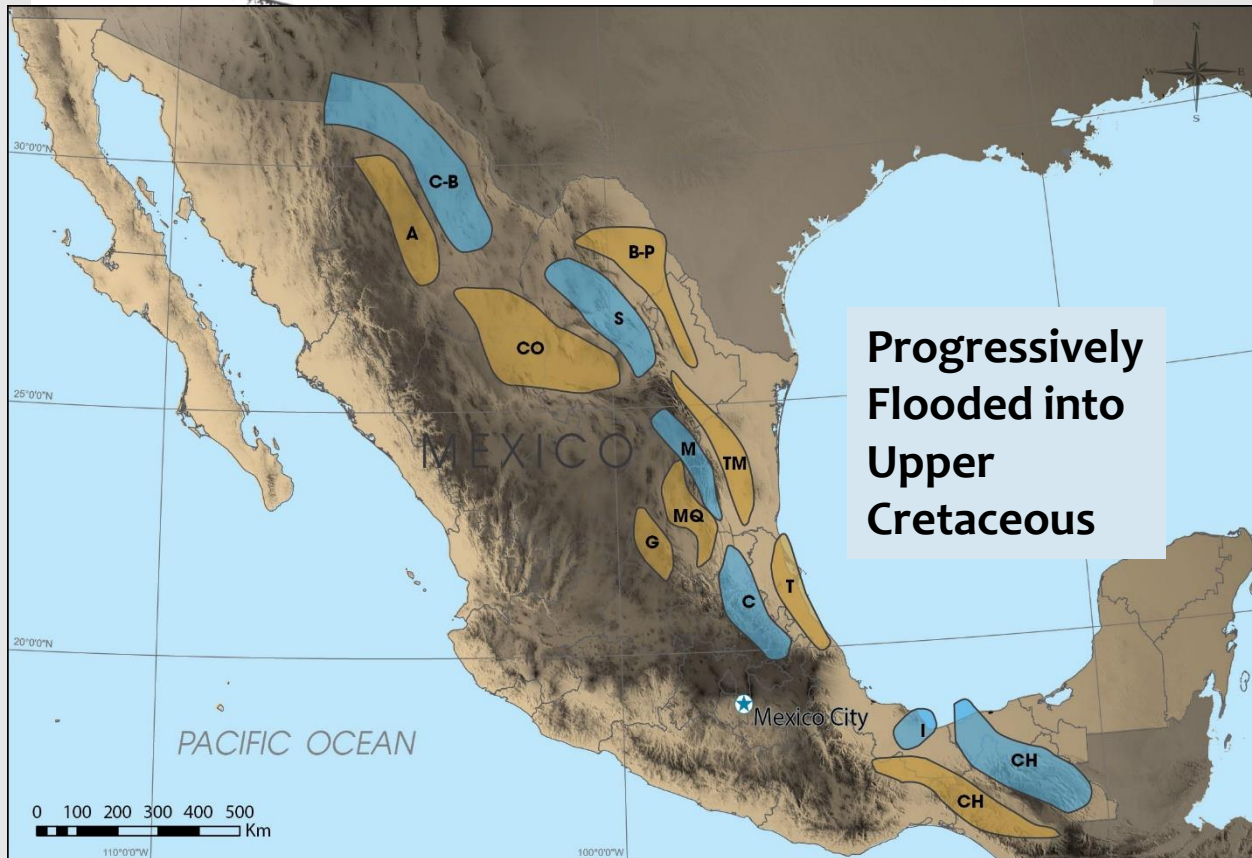 N
W E
S
30°0'0"N
C-B
A
B-P
S
CO
Progressively
Flooded into
Upper
Cretaceous
25°0'0"N
MEXICO
M
TM
MQ
G
C
T
20°0'0"N
Mexico City
I
PACIFIC OCEAN
CH
CH
0 100 200 300 400 500
Km
110°0'0"W
100°0'0"W